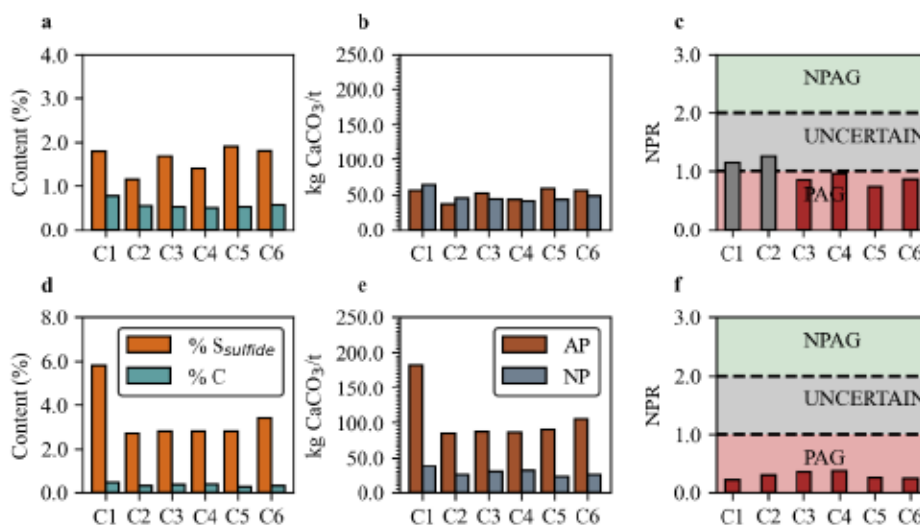 a
Content (%)
4.0
3.0
2.0
1.0
0.0
C1 C2 C3 C4 C5 C6
b
kg CaCO3/t
250.0
200.0
150.0
100.0
50.0
0.0
C1 C2 C3 C4 C5 C6
c
NPR
3.0
2.0
1.0
0.0
NPAG
UNCERTAIN
PAG
C1 C2 C3 C4 C5 C6
d
Content (%)
8.0
6.0
4.0
2.0
0.0
% Ssulfide
% C
C1 C2 C3 C4 C5 C6
e
kg CaCO3/t
250.0
200.0
150.0
100.0
50.0
0.0
AP
NP
C1 C2 C3 C4 C5 C6
f
NPR
3.0
2.0
1.0
0.0
NPAG
UNCERTAIN
PAG
C1 C2 C3 C4 C5 C6